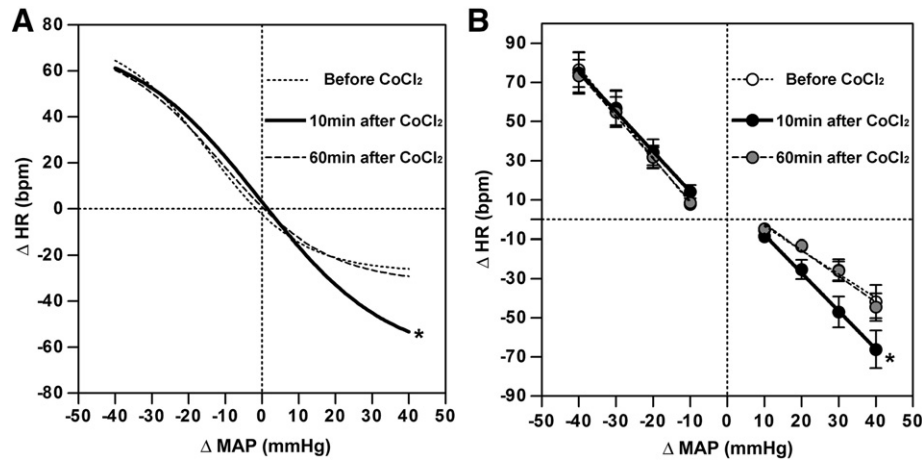 A
80
60
40
20
0
-20
-40
-60
-80
Δ HR (bpm)
Before CoCl₂
10min after CoCl₂
60min after CoCl₂
*
-50 -40 -30 -20 -10 0 10 20 30 40 50
Δ MAP (mmHg)
B
90
70
50
30
10
-10
-30
-50
-70
-90
Δ HR (bpm)
Before CoCl₂
10min after CoCl₂
60min after CoCl₂
*
-50 -40 -30 -20 -10 0 10 20 30 40 50
Δ MAP (mmHg)